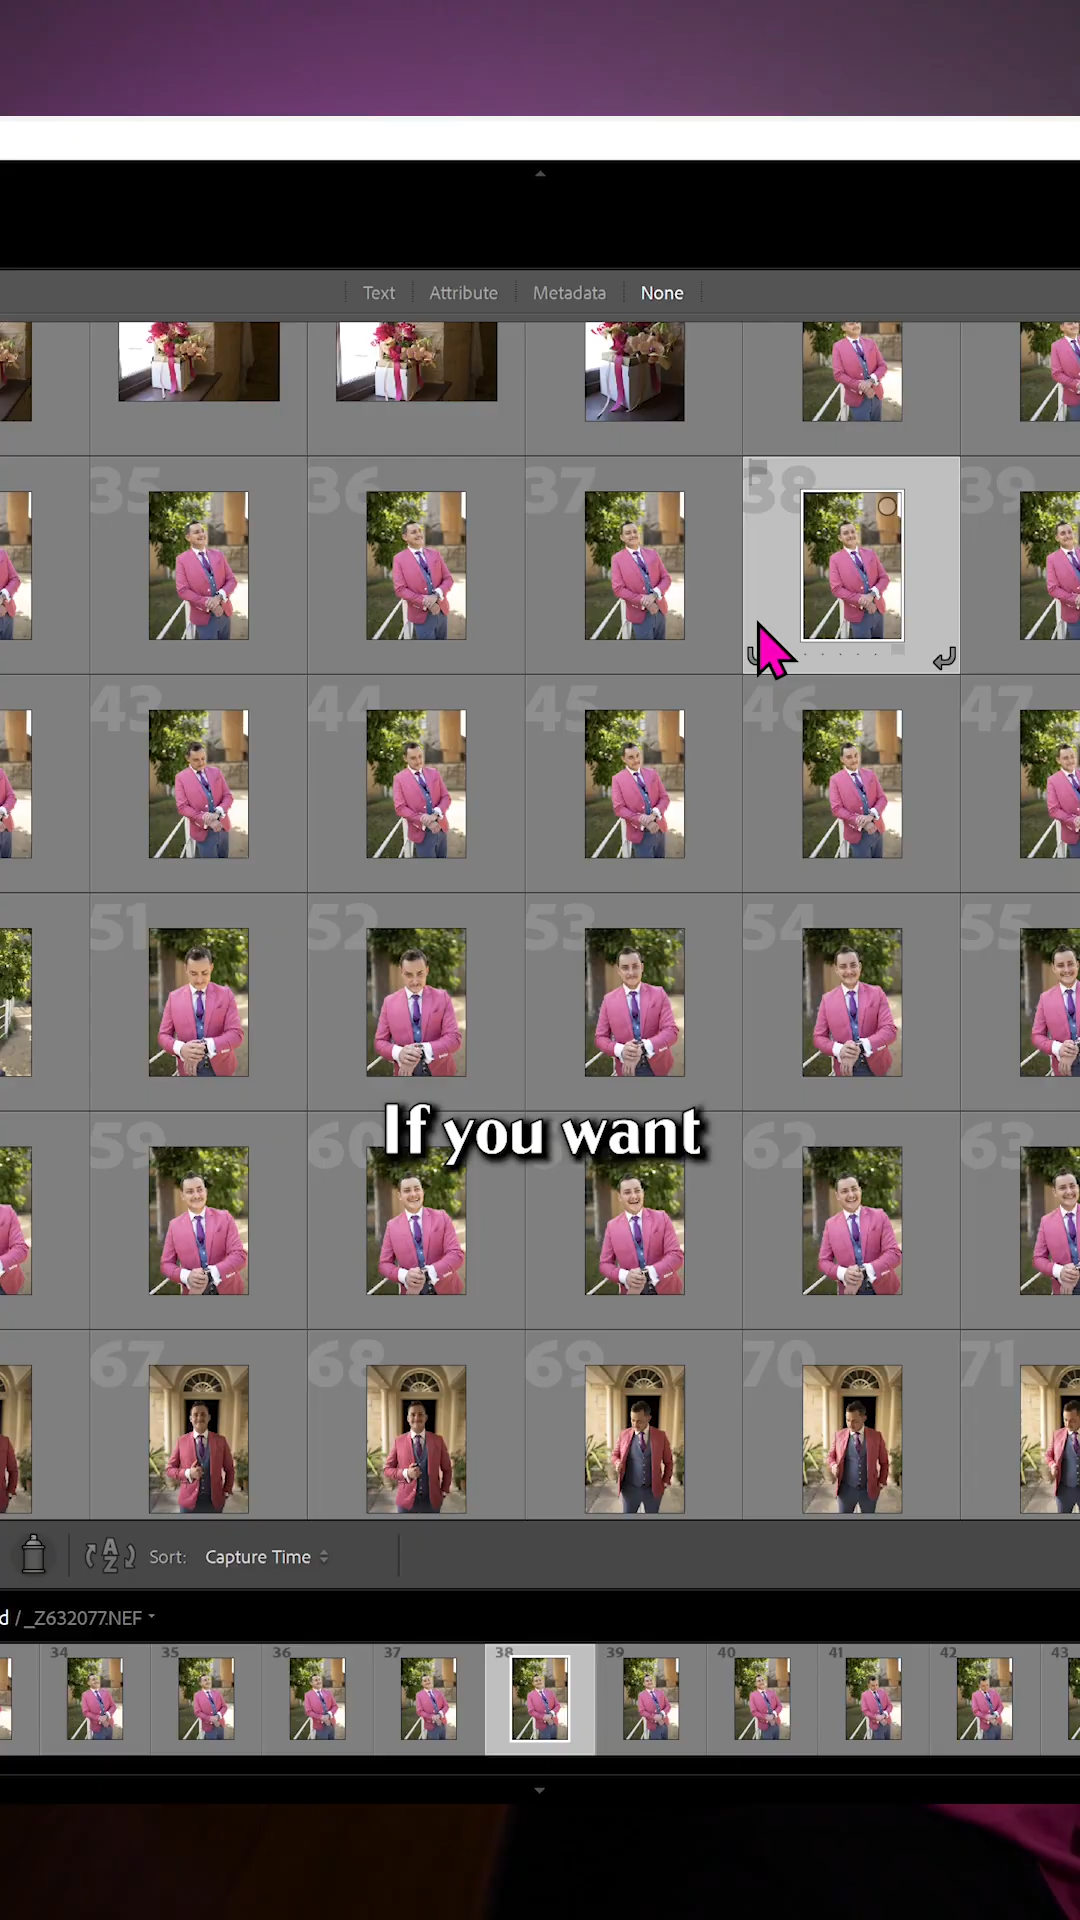 Text Attribute Metadata None
35 36 37 38 39
43 44 45 46 47
51 52 53 54 55
If you want
59 60 62 63
67 68 69 70 71
Sort: Capture Time
d / _Z632077.NEF
34 35 36 37 38 39 40 41 42 43